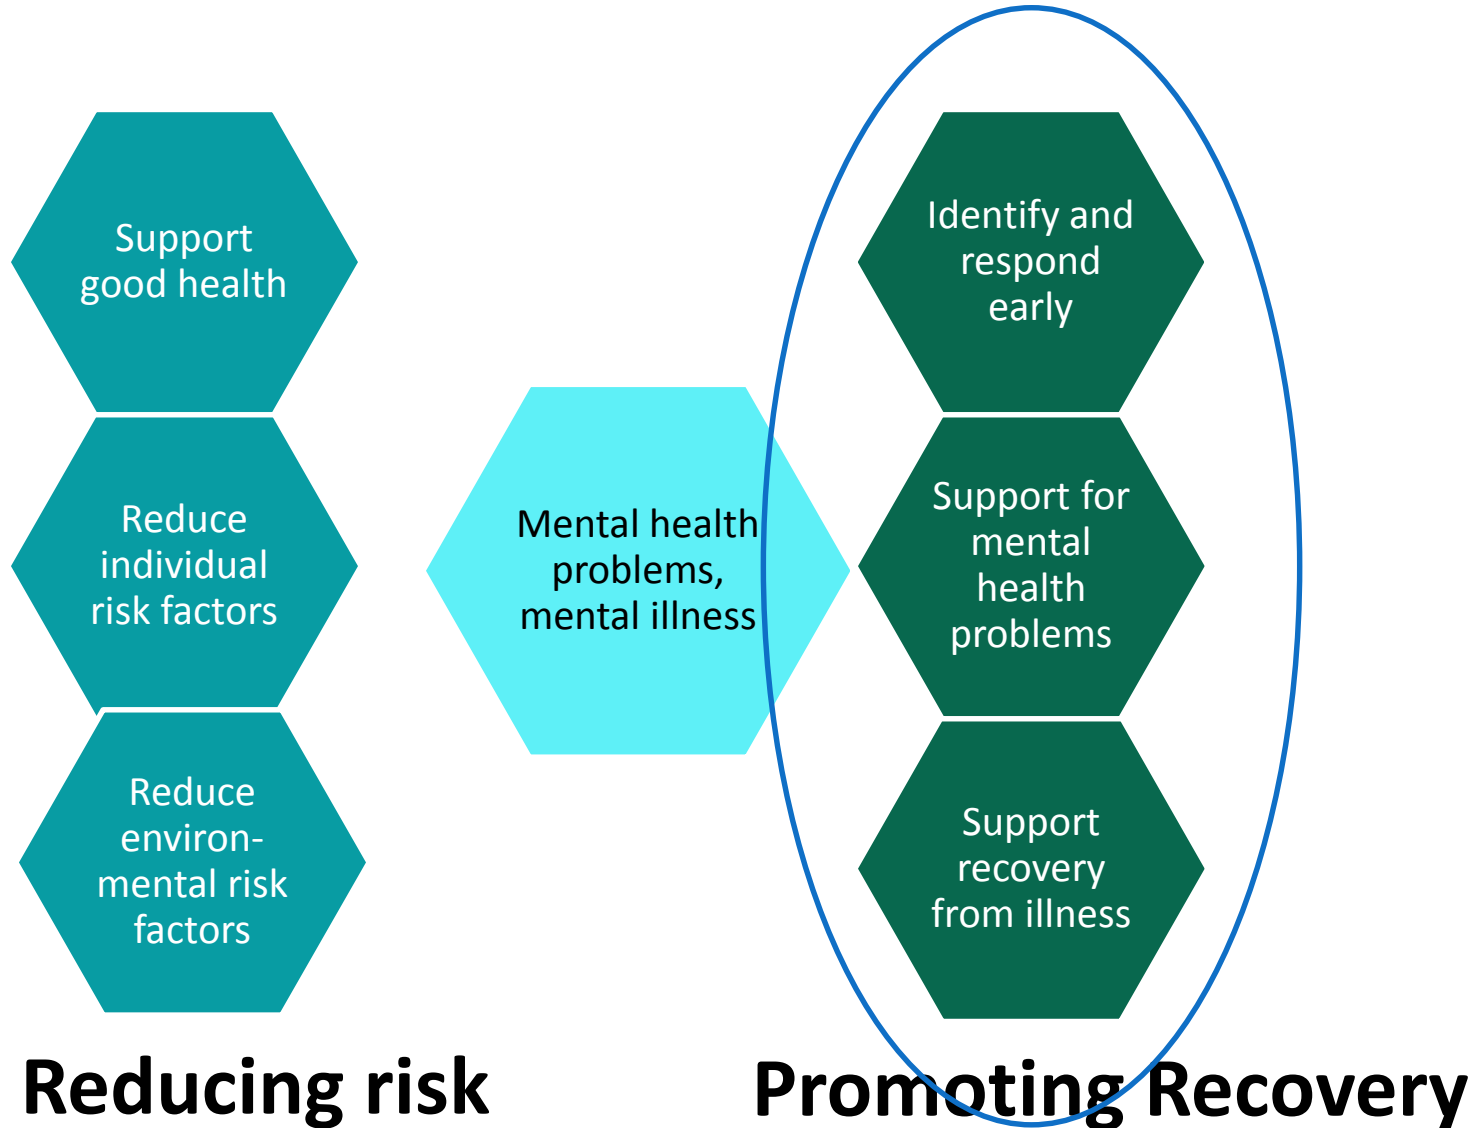 Support
good health
Reduce
individual
risk factors
Reduce
environ-
mental risk
factors
Reducing risk
Mental health
problems,
mental illness
Identify and
respond
early
Support for
mental
health
problems
Support
recovery
from illness
Promoting Recovery